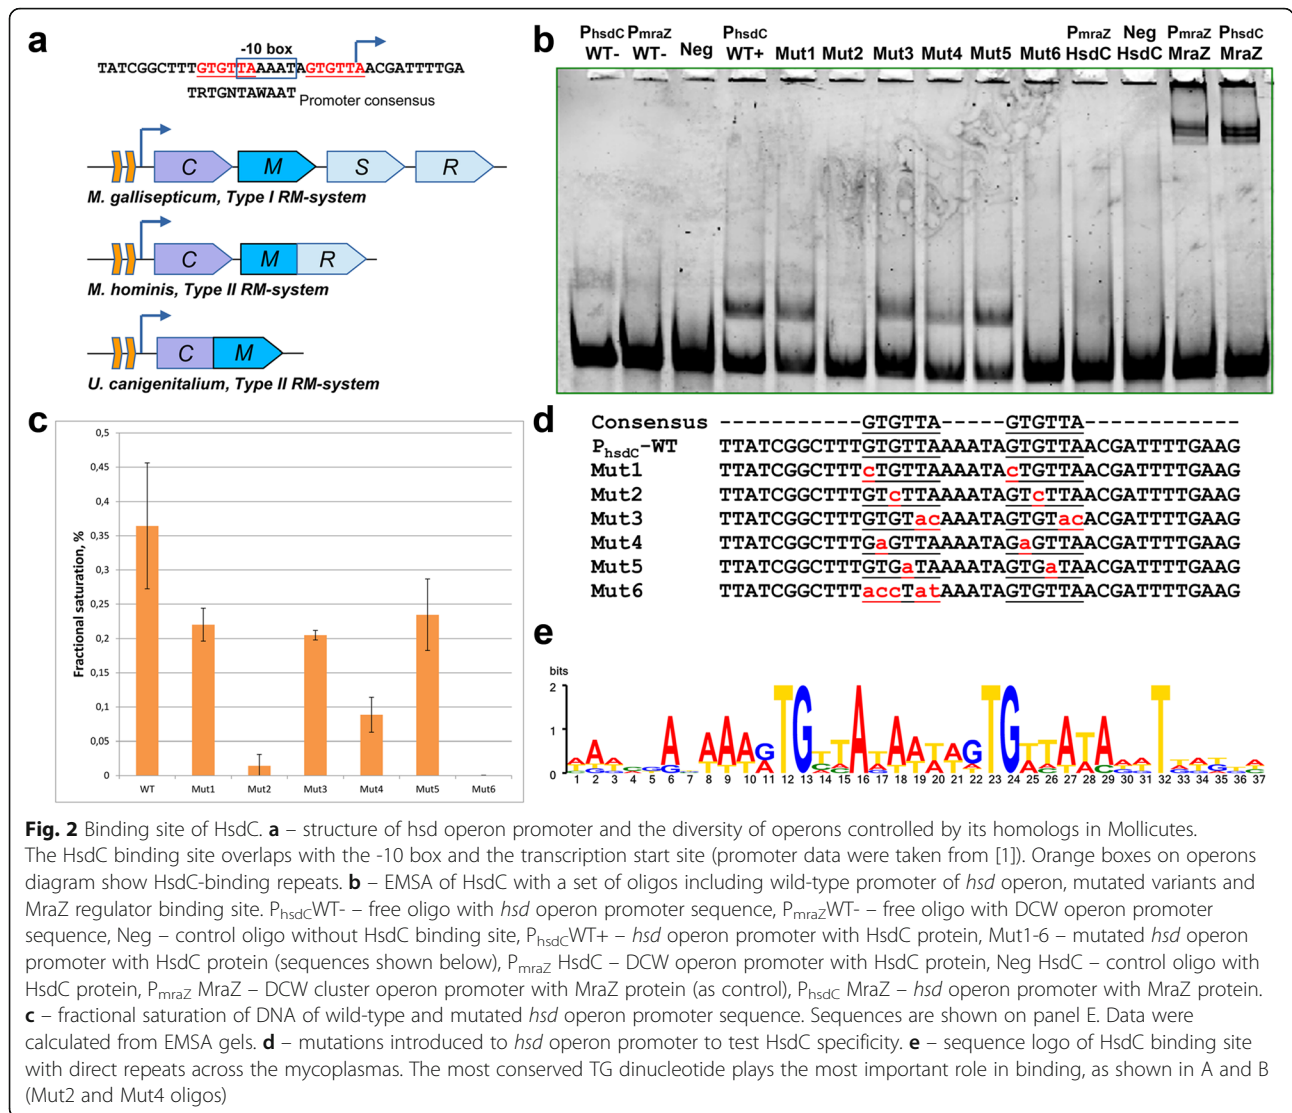 a
-10 box
TATCGGCTTTGTGTTAAAATAGTGTTAACGATTTTGA
TRTGNTAWAAT Promoter consensus
C M S R
M. gallisepticum, Type I RM-system
C M R
M. hominis, Type II RM-system
C M
U. canigenitalium, Type II RM-system
b
PhsdC PmraZ PhsdC PmraZ Neg PmraZ PhsdC
WT- WT- Neg WT+ Mut1 Mut2 Mut3 Mut4 Mut5 Mut6 HsdC HsdC MraZ MraZ
c
Fractional saturation, %
0,5
0,45
0,4
0,35
0,3
0,25
0,2
0,15
0,1
0,05
0
WT Mut1 Mut2 Mut3 Mut4 Mut5 Mut6
d
Consensus -----------GTGTTA-----GTGTTA------------
PhsdC-WT TTATCGGCTTTGTGTTAAAATAGTGTTAACGATTTTGAAG
Mut1 TTATCGGCTTTcTGTTAAAATAcTGTTAACGATTTTGAAG
Mut2 TTATCGGCTTTGTcTTAAAATAGTcTTAACGATTTTGAAG
Mut3 TTATCGGCTTTGTGTacAAATAGTGTacACGATTTTGAAG
Mut4 TTATCGGCTTTGaGTTAAAATAGaGTTAACGATTTTGAAG
Mut5 TTATCGGCTTTGTGaTAAAATAGTGaTAACGATTTTGAAG
Mut6 TTATCGGCTTTaccTatAAATAGTGTTAACGATTTTGAAG
e
bits
2
1
0
1 2 3 4 5 6 7 8 9 10 11 12 13 14 15 16 17 18 19 20 21 22 23 24 25 26 27 28 29 30 31 32 33 34 35 36 37
Fig. 2 Binding site of HsdC. a – structure of hsd operon promoter and the diversity of operons controlled by its homologs in Mollicutes.
The HsdC binding site overlaps with the -10 box and the transcription start site (promoter data were taken from [1]). Orange boxes on operons
diagram show HsdC-binding repeats. b – EMSA of HsdC with a set of oligos including wild-type promoter of hsd operon, mutated variants and
MraZ regulator binding site. PhsdCWT- – free oligo with hsd operon promoter sequence, PmraZWT- – free oligo with DCW operon promoter
sequence, Neg – control oligo without HsdC binding site, PhsdCWT+ – hsd operon promoter with HsdC protein, Mut1-6 – mutated hsd operon
promoter with HsdC protein (sequences shown below), PmraZ HsdC – DCW operon promoter with HsdC protein, Neg HsdC – control oligo with
HsdC protein, PmraZ MraZ – DCW cluster operon promoter with MraZ protein (as control), PhsdC MraZ – hsd operon promoter with MraZ protein.
c – fractional saturation of DNA of wild-type and mutated hsd operon promoter sequence. Sequences are shown on panel E. Data were
calculated from EMSA gels. d – mutations introduced to hsd operon promoter to test HsdC specificity. e – sequence logo of HsdC binding site
with direct repeats across the mycoplasmas. The most conserved TG dinucleotide plays the most important role in binding, as shown in A and B
(Mut2 and Mut4 oligos)